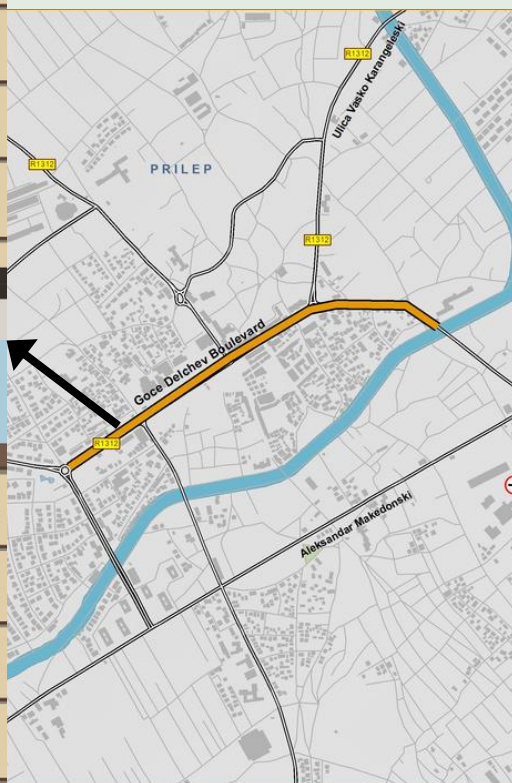 R1312
Ulica Vasko Karangeleski
R1312
PRILEP
R1312
Goce Delchev Boulevard
R1312
Aleksandar Makedonski